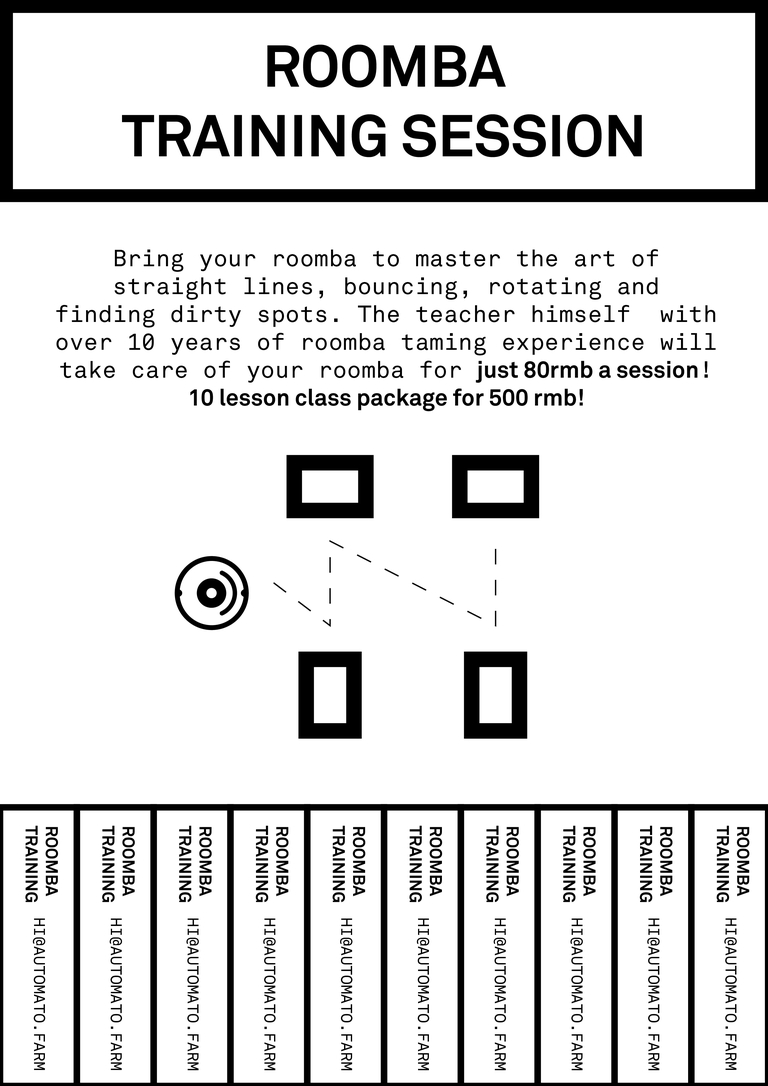 ROOMBA
TRAINING SESSION
Bring your roomba to master the art of
straight lines, bouncing, rotating and
finding dirty spots. The teacher himself  with
over 10 years of roomba taming experience will
take care of your roomba for just 80rmb a session!
10 lesson class package for 500 rmb!
ROOMBA
TRAINING
HI@AUTOMATO.FARM
ROOMBA
TRAINING
HI@AUTOMATO.FARM
ROOMBA
TRAINING
HI@AUTOMATO.FARM
ROOMBA
TRAINING
HI@AUTOMATO.FARM
ROOMBA
TRAINING
HI@AUTOMATO.FARM
ROOMBA
TRAINING
HI@AUTOMATO.FARM
ROOMBA
TRAINING
HI@AUTOMATO.FARM
ROOMBA
TRAINING
HI@AUTOMATO.FARM
ROOMBA
TRAINING
HI@AUTOMATO.FARM
ROOMBA
TRAINING
HI@AUTOMATO.FARM